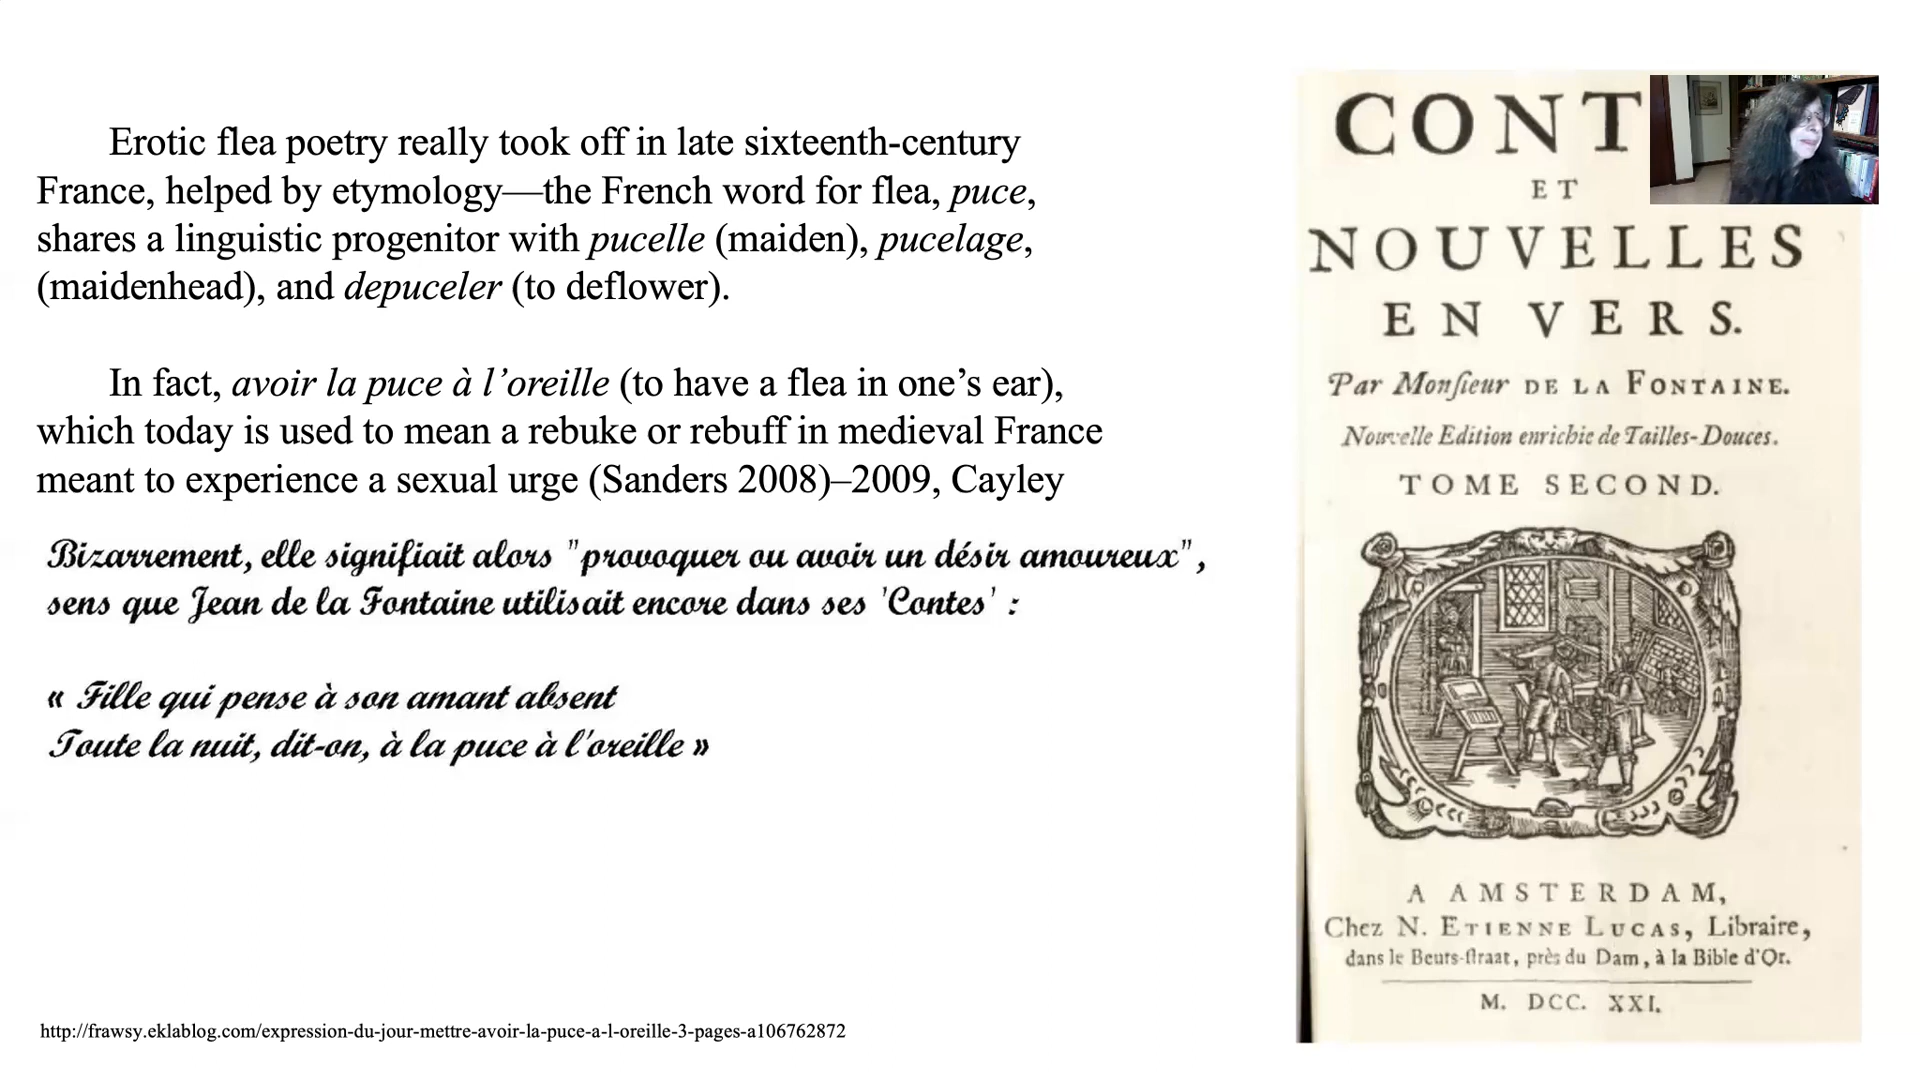 Erotic flea poetry really took off in late sixteenth-century
France, helped by etymology—the French word for flea, puce,
shares a linguistic progenitor with pucelle (maiden), pucelage,
(maidenhead), and depuceler (to deflower).
In fact, avoir la puce à l’oreille (to have a flea in one’s ear),
which today is used to mean a rebuke or rebuff in medieval France
meant to experience a sexual urge (Sanders 2008)–2009, Cayley
Bizarrement, elle signifiait alors "provoquer ou avoir un désir amoureux",
sens que Jean de la Fontaine utilisait encore dans ses 'Contes' :
« Fille qui pense à son amant absent
Toute la nuit, dit-on, à la puce à l'oreille »
http://frawsy.eklablog.com/expression-du-jour-mettre-avoir-la-puce-a-l-oreille-3-pages-a106762872
CONT
ET
NOUVELLES
EN VERS.
Par Monſieur DE LA FONTAINE.
Nouvelle Edition enrichie de Tailles-Douces.
TOME SECOND.
A AMSTERDAM,
Chez N. ETIENNE LUCAS, Libraire,
dans le Beurs-ſtraat, près du Dam, à la Bible d'Or.
M. DCC. XXI.